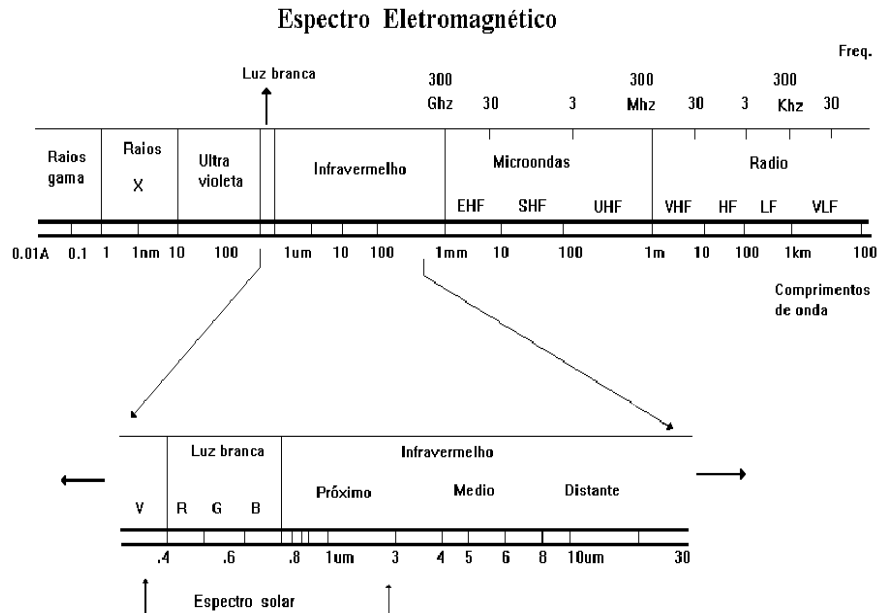 Espectro Eletromagnético
Freq.
Luz branca
300 300 300
Ghz 30 3 Mhz 30 3 Khz 30
Raios gama
Raios X
Ultra violeta
Infravermelho
Microondas
Radio
EHF SHF UHF VHF HF LF VLF
0.01A 0.1 1 1nm 10 100 1um 10 100 1mm 10 100 1m 10 100 1km 100
Comprimentos
de onda
Luz branca Infravermelho
Próximo Medio Distante
V R G B
.4 .6 .8 1um 3 4 5 6 8 10um 30
Espectro solar